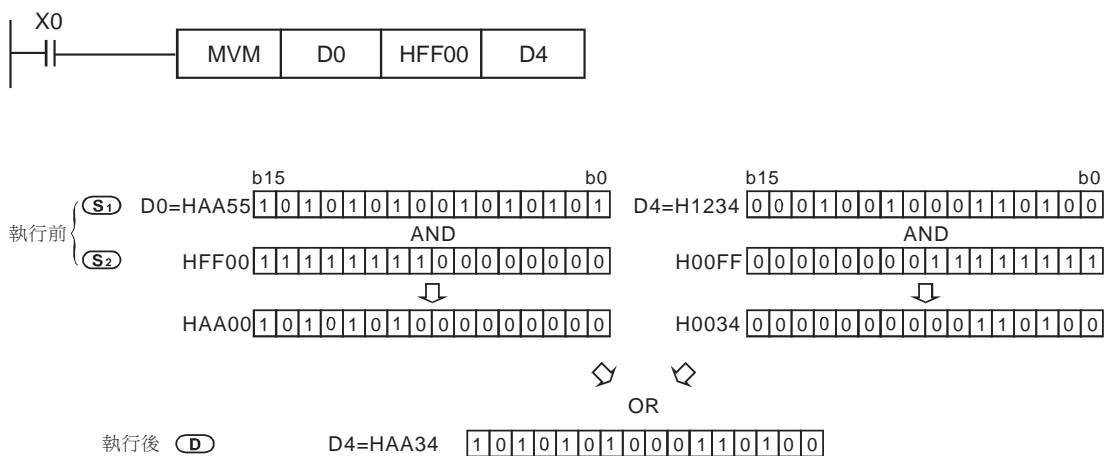 X0
MVM D0 HFF00 D4
b15 b0 b15 b0
S1 D0=HAA55 1 0 1 0 1 0 1 0 0 1 0 1 0 1 0 1 D4=H1234 0 0 0 1 0 0 1 0 0 0 1 1 0 1 0 0
執行前 AND AND
S2 HFF00 1 1 1 1 1 1 1 1 0 0 0 0 0 0 0 0 H00FF 0 0 0 0 0 0 0 0 1 1 1 1 1 1 1 1
HAA00 1 0 1 0 1 0 1 0 0 0 0 0 0 0 0 0 H0034 0 0 0 0 0 0 0 0 0 0 1 1 0 1 0 0
OR
執行後 D D4=HAA34 1 0 1 0 1 0 1 0 0 0 1 1 0 1 0 0